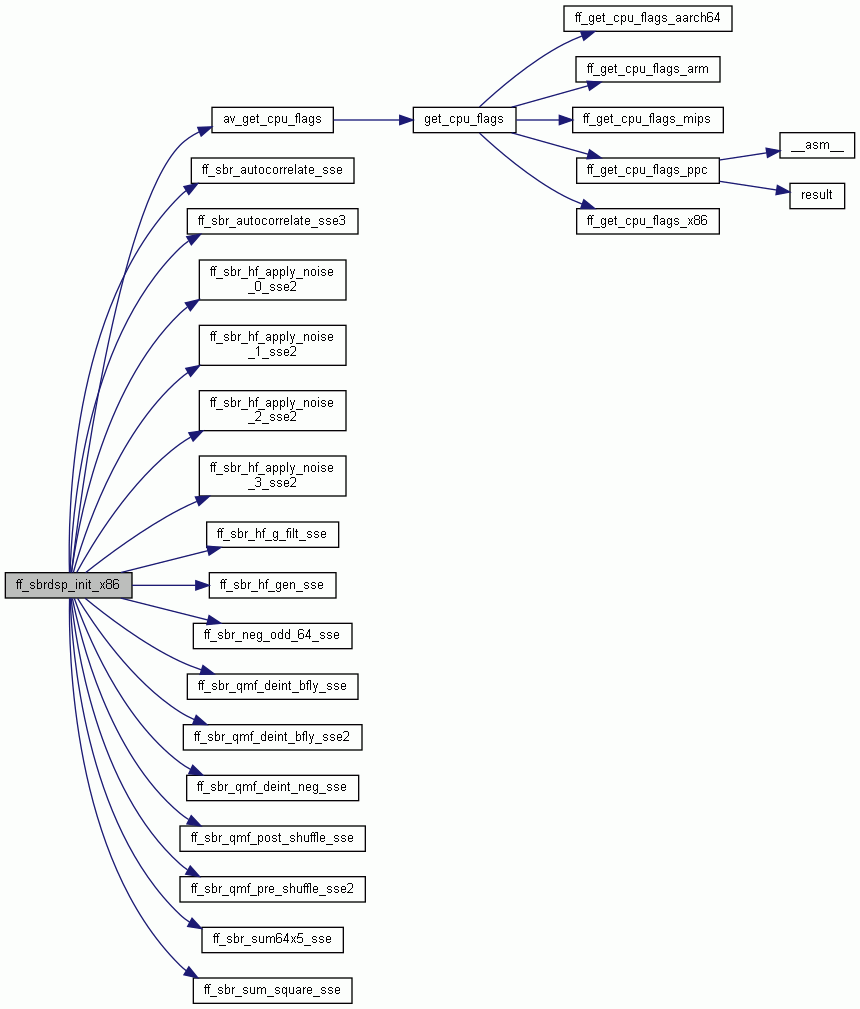 ff_get_cpu_flags_aarch64
ff_get_cpu_flags_arm
av_get_cpu_flags
get_cpu_flags
ff_get_cpu_flags_mips
__asm__
ff_sbr_autocorrelate_sse
ff_get_cpu_flags_ppc
result
ff_sbr_autocorrelate_sse3
ff_get_cpu_flags_x86
ff_sbr_hf_apply_noise
_0_sse2
ff_sbr_hf_apply_noise
_1_sse2
ff_sbr_hf_apply_noise
_2_sse2
ff_sbr_hf_apply_noise
_3_sse2
ff_sbr_hf_g_filt_sse
ff_sbrdsp_init_x86
ff_sbr_hf_gen_sse
ff_sbr_neg_odd_64_sse
ff_sbr_qmf_deint_bfly_sse
ff_sbr_qmf_deint_bfly_sse2
ff_sbr_qmf_deint_neg_sse
ff_sbr_qmf_post_shuffle_sse
ff_sbr_qmf_pre_shuffle_sse2
ff_sbr_sum64x5_sse
ff_sbr_sum_square_sse